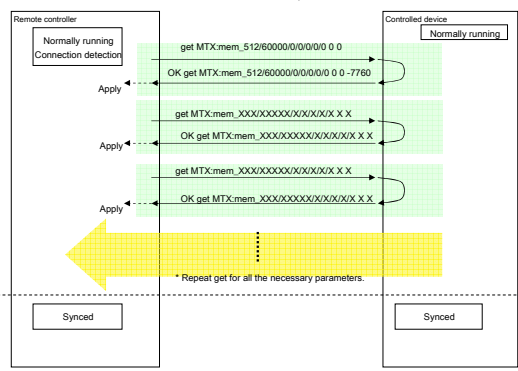 Remote controller
Controlled device
Normally running
Connection detection
Normally running
get MTX:mem_512/60000/0/0/0/0/0 0 0
OK get MTX:mem_512/60000/0/0/0/0/0 0 0 -7760
Apply
get MTX:mem_XXX/XXXXX/X/X/X/X/X X X
OK get MTX:mem_XXX/XXXXX/X/X/X/X/X X X
Apply
get MTX:mem_XXX/XXXXX/X/X/X/X/X X X
OK get MTX:mem_XXX/XXXXX/X/X/X/X/X X X
Apply
* Repeat get for all the necessary parameters.
Synced
Synced